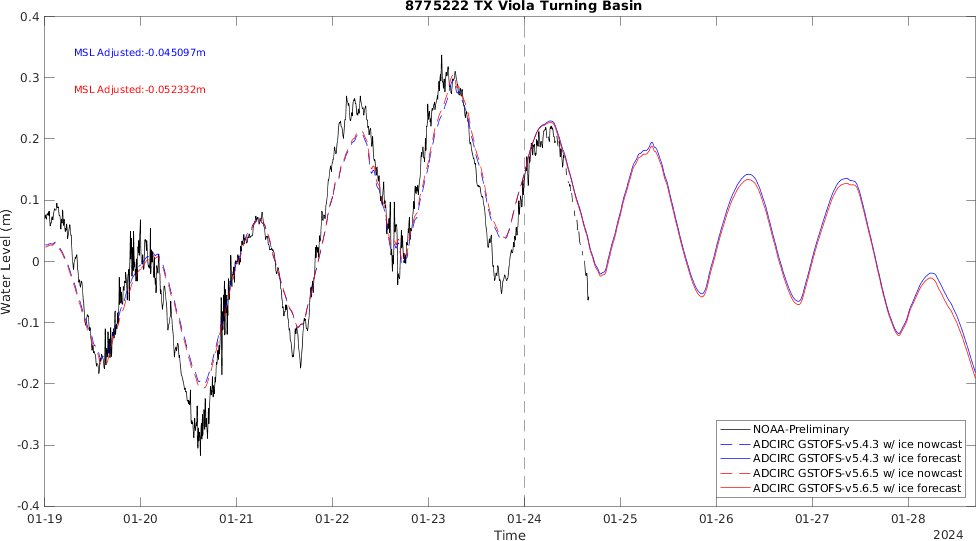 8775222 TX Viola Turning Basin
0.4
MSL Adjusted:-0.045097m
0.3
MSL Adjusted:-0.052332m
0.2
0.1
0
Water Level (m)
-0.1
-0.2
-0.3
-0.4
NOAA-Preliminary
ADCIRC GSTOFS-v5.4.3 w/ ice nowcast
ADCIRC GSTOFS-v5.4.3 w/ ice forecast
ADCIRC GSTOFS-v5.6.5 w/ ice nowcast
ADCIRC GSTOFS-v5.6.5 w/ ice forecast
01-19 01-20 01-21 01-22 01-23 01-24 01-25 01-26 01-27 01-28
Time
2024